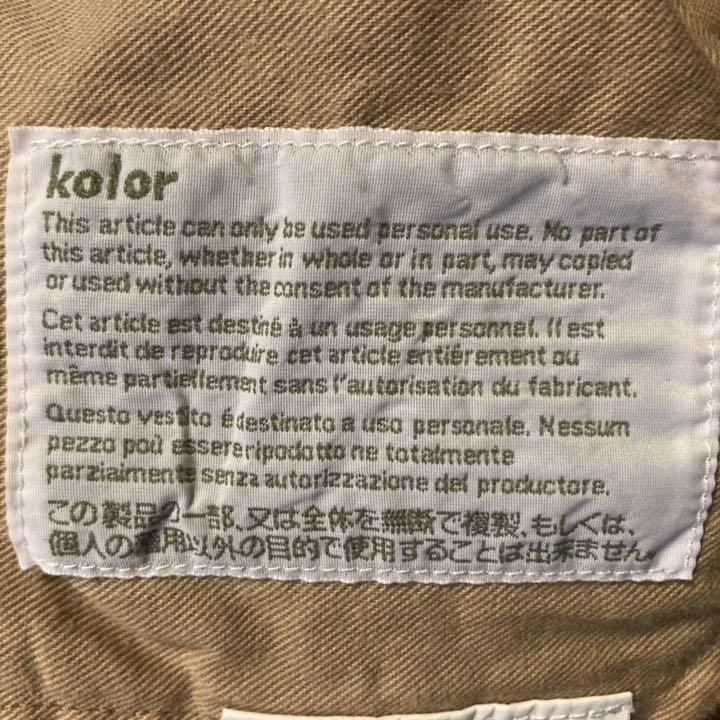 kolor
This article can only be used personal use. No part of
this article, whether in whole or in part, may copied
or used without the consent of the manufacturer.
Cet article est destiné à un usage personnel. Il est
interdit de reproduire cet article entiérement ou
même partiellement sans l'autorisation du fabricant.
Questo vestito é destinato a uso personale. Nessum
pezzo poú essere ripodotto ne totalmente
parzialmente senza autorizzazione del productore.
この製品の一部、又は全体を無断で複製、もしくは、
個人の着用以外の目的で使用することは出来ません。